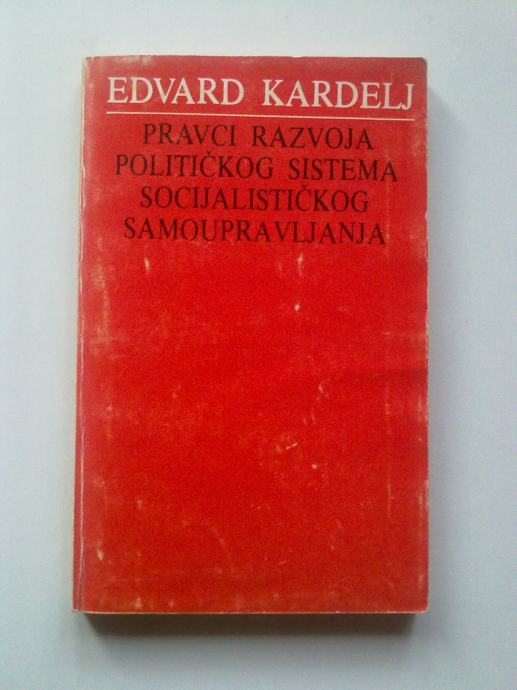 EDVARD KARDELJ
PRAVCI RAZVOJA
POLITIČKOG SISTEMA
SOCIJALISTIČKOG
SAMOUPRAVLJANJA